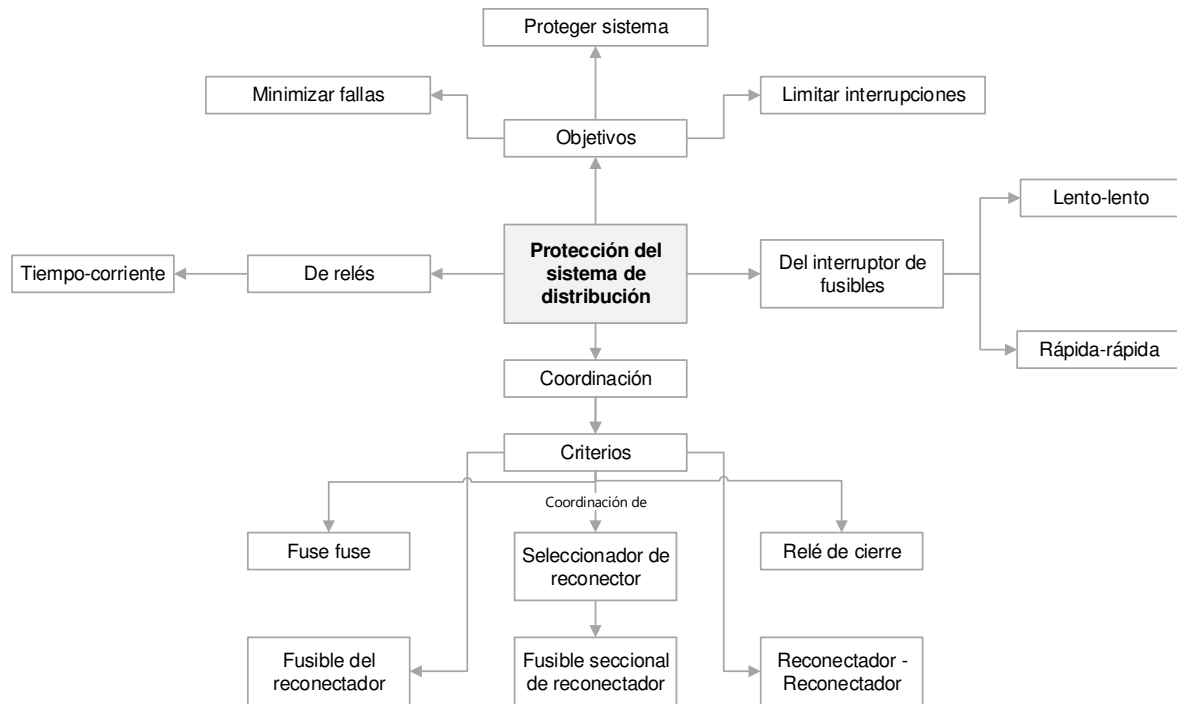 Proteger sistema
Minimizar fallas
Limitar interrupciones
Objetivos
Lento-lento
Protección del
sistema de
distribución
Tiempo-corriente
De relés
Del interruptor de
fusibles
Rápida-rápida
Coordinación
Criterios
Coordinación de
Fuse fuse
Seleccionador de
reconector
Relé de cierre
Fusible del
reconectador
Fusible seccional
de reconectador
Reconectador -
Reconectador